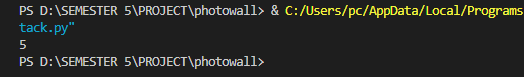 PS D:\SEMESTER 5\PROJECT\photowall> & C:/Users/pc/AppData/Local/Programs
tack.py"
5
PS D:\SEMESTER 5\PROJECT\photowall>